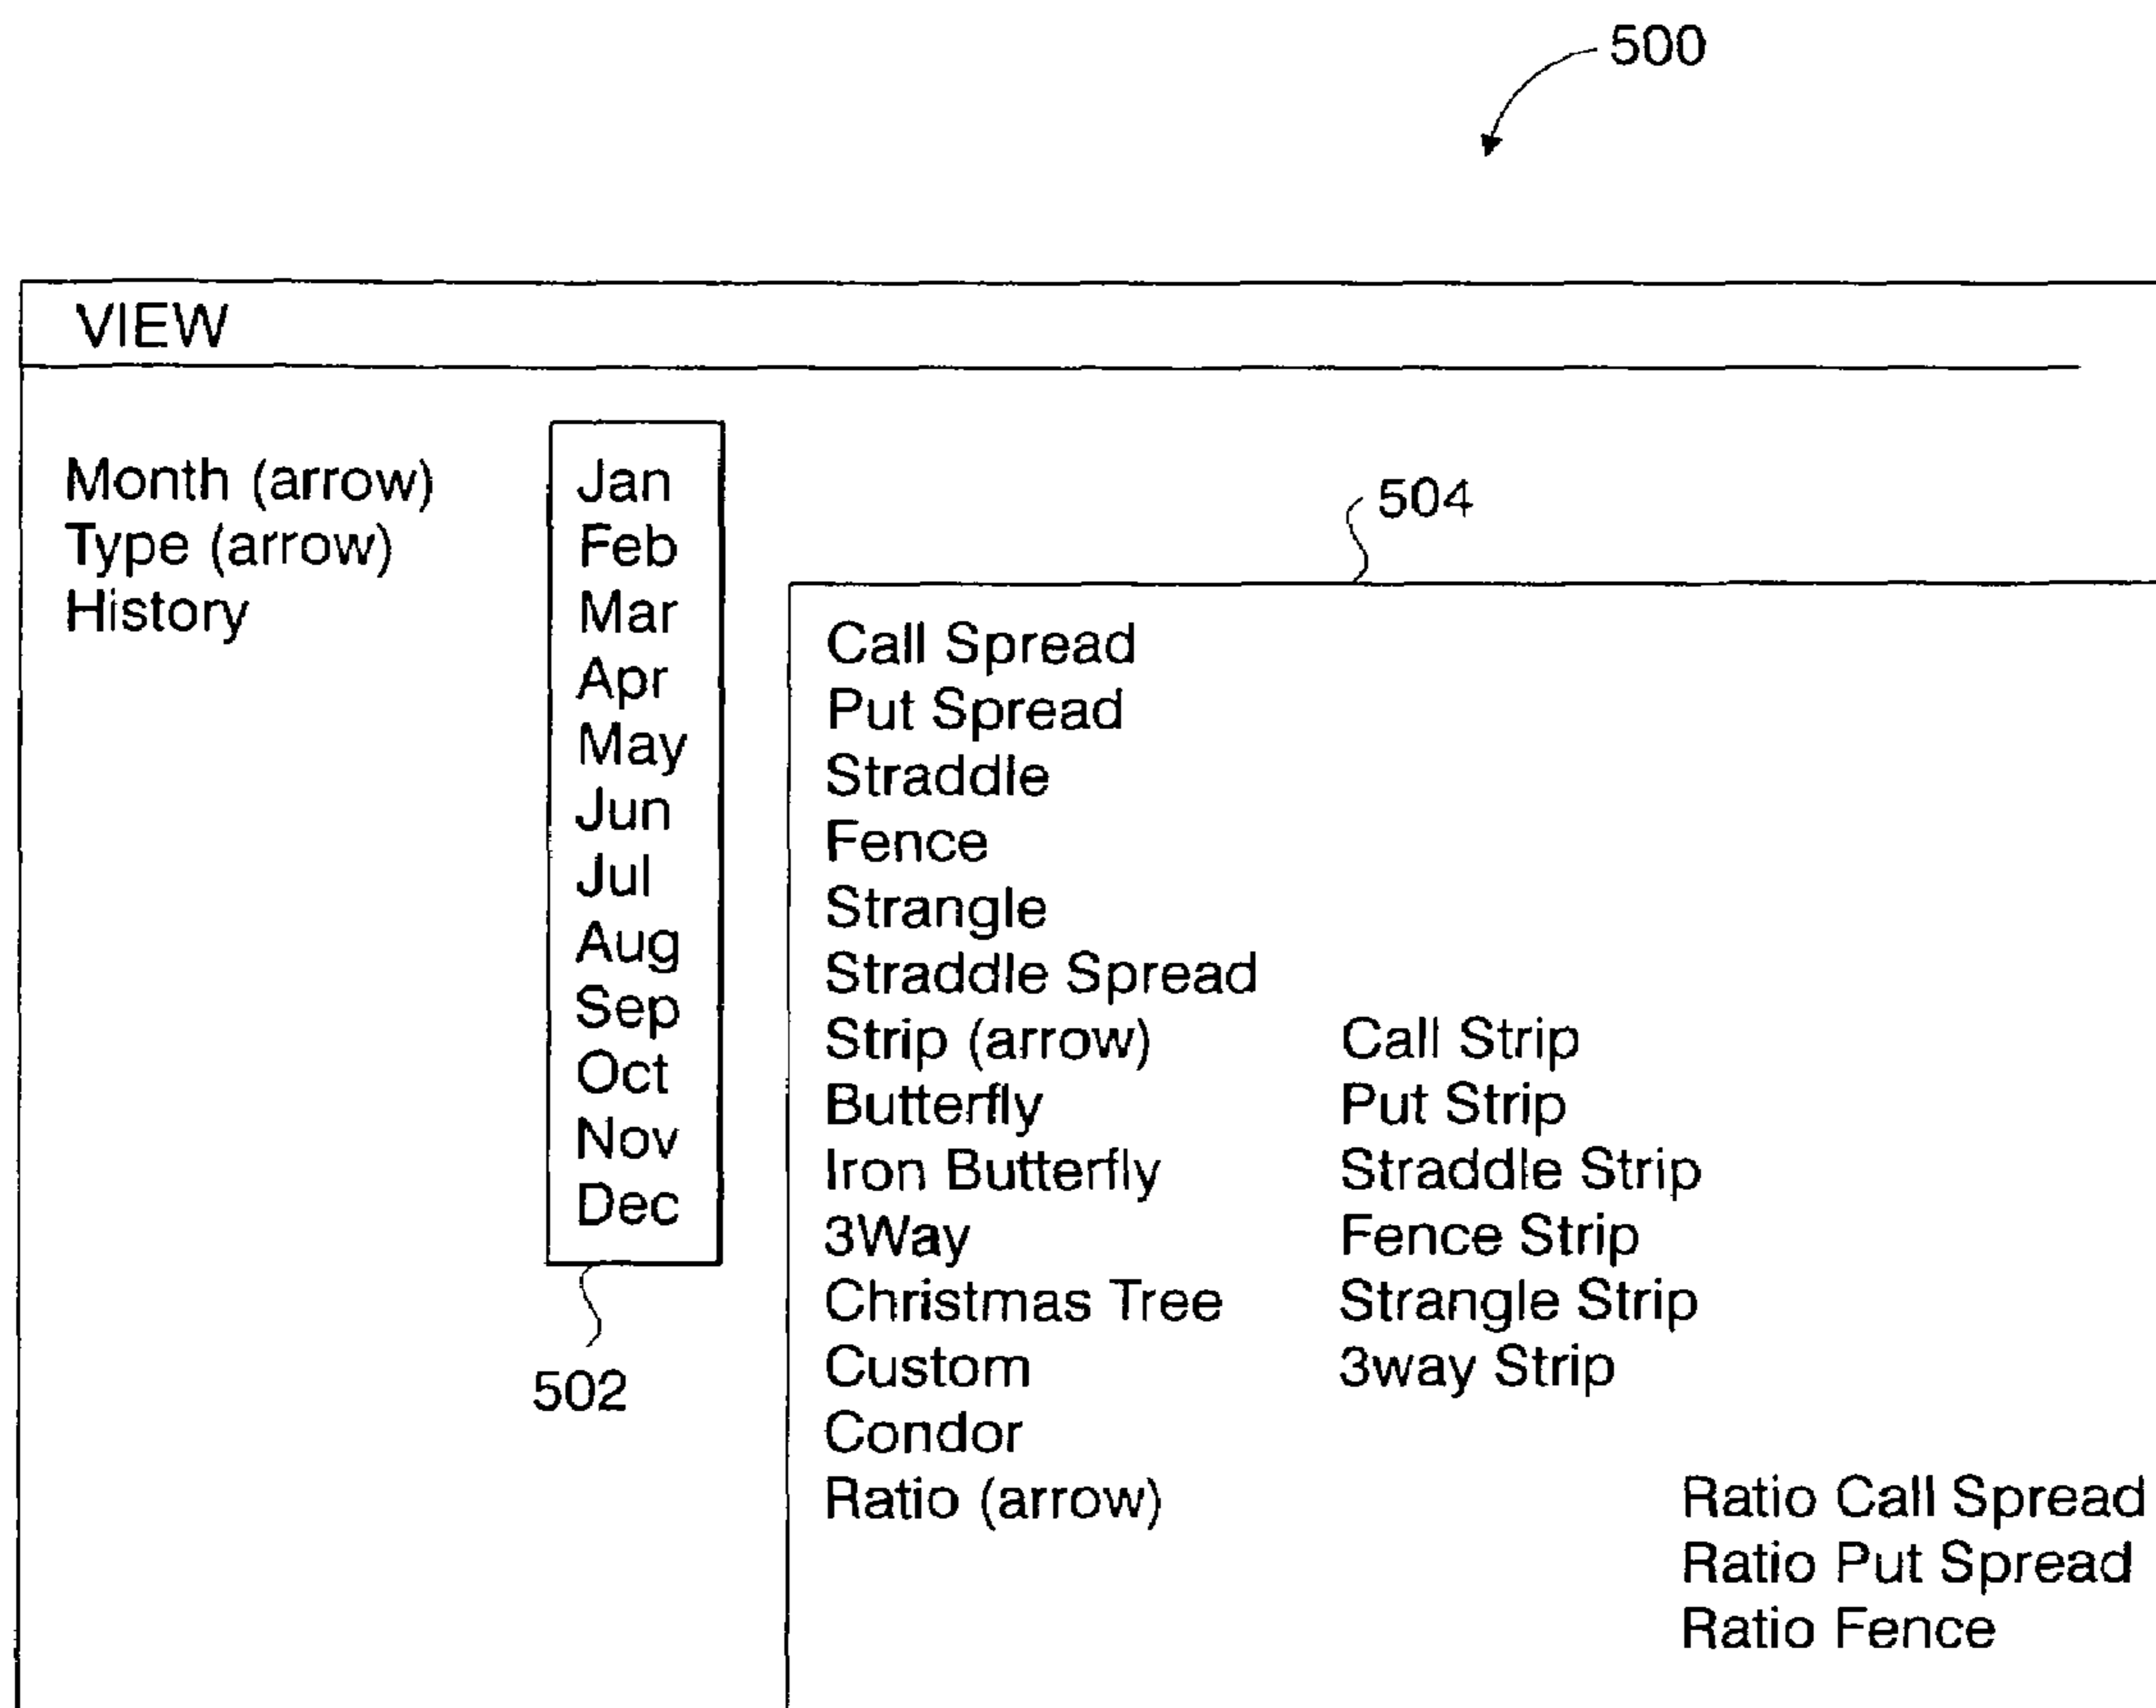 500
VIEW
Month (arrow)
Type (arrow)
History
Jan
Feb
Mar
Apr
May
Jun
Jul
Aug
Sep
Oct
Nov
Dec
502
504
Call Spread
Put Spread
Straddle
Fence
Strangle
Straddle Spread
Strip (arrow)
Butterfly
Iron Butterfly
3Way
Christmas Tree
Custom
Condor
Ratio (arrow)
Call Strip
Put Strip
Straddle Strip
Fence Strip
Strangle Strip
3way Strip
Ratio Call Spread
Ratio Put Spread
Ratio Fence